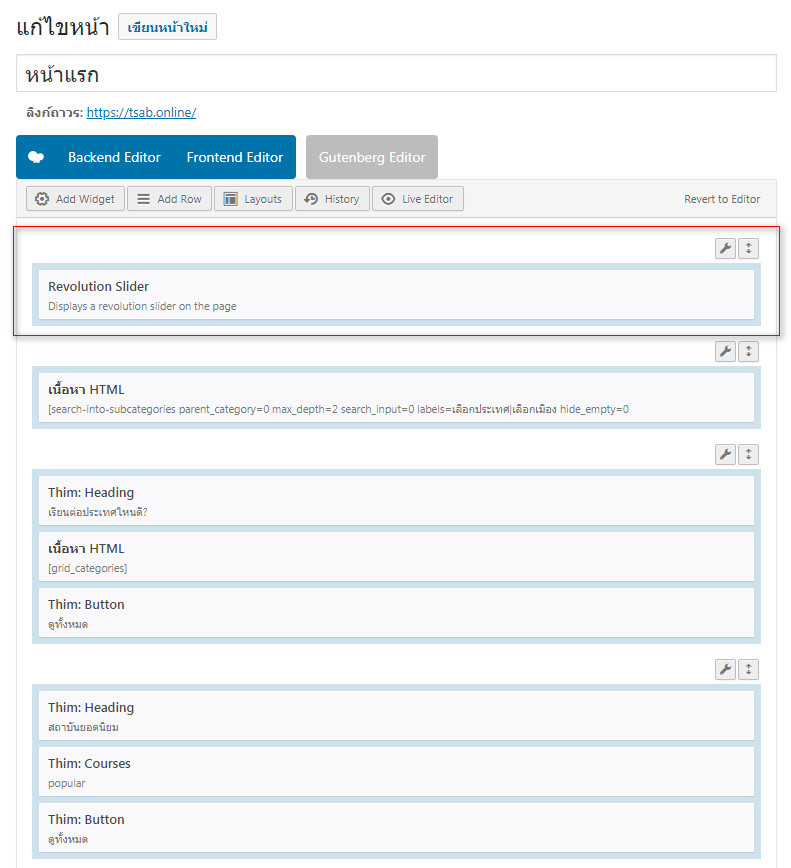 แก้ไขหน้า เขียนหน้าใหม่
หน้าแรก
ลิงก์ถาวร: https://tsab.online/
Backend Editor Frontend Editor Gutenberg Editor
Add Widget Add Row Layouts History Live Editor Revert to Editor
Revolution Slider
Displays a revolution slider on the page
เนื้อหา HTML
[search-into-subcategories parent_category=0 max_depth=2 search_input=0 labels=เลือกประเทศ|เลือกเมือง hide_empty=0
Thim: Heading
เรียนต่อประเทศไหนดี?
เนื้อหา HTML
[grid_categories]
Thim: Button
ดูทั้งหมด
Thim: Heading
สถาบันยอดนิยม
Thim: Courses
popular
Thim: Button
ดูทั้งหมด